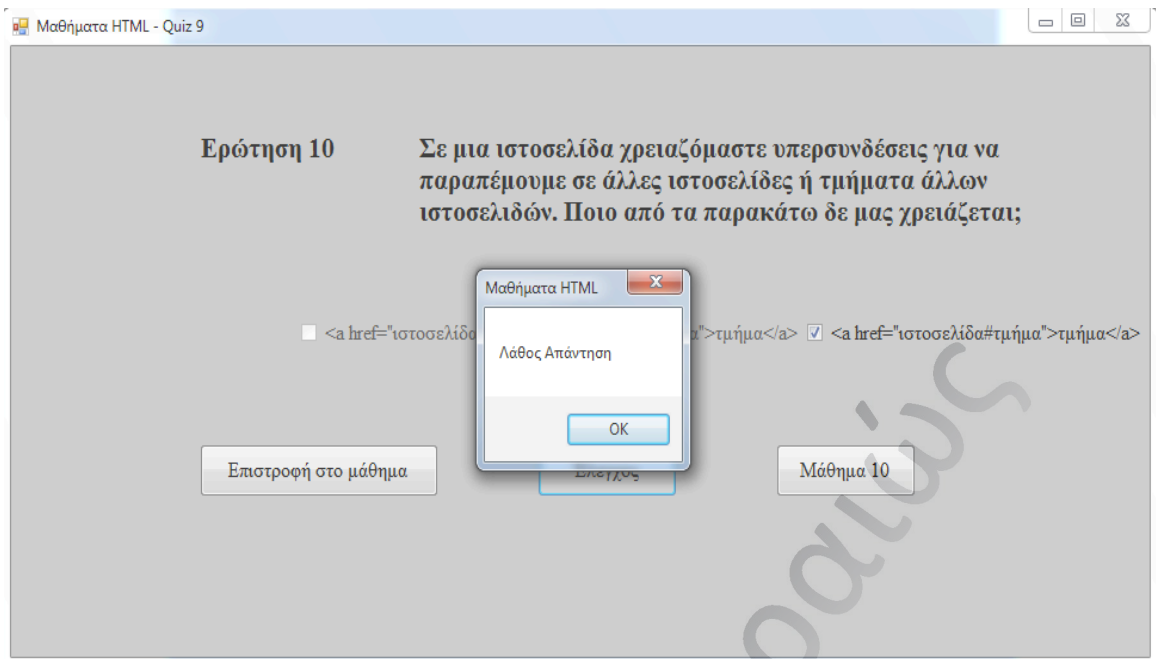 Μαθήματα HTML - Quiz 9
Ερώτηση 10
Σε μια ιστοσελίδα χρειαζόμαστε υπερσυνδέσεις για να
παραπέμουμε σε άλλες ιστοσελίδες ή τμήματα άλλων
ιστοσελιδών. Ποιο από τα παρακάτω δε μας χρειάζεται;
Μαθήματα HTML
Λάθος Απάντηση
OK
<a href="ιστοσελίδα
">τμήμα</a>
<a href="ιστοσελίδα#τμήμα">τμήμα</a>
Επιστροφή στο μάθημα
Έλεγχος
Μάθημα 10